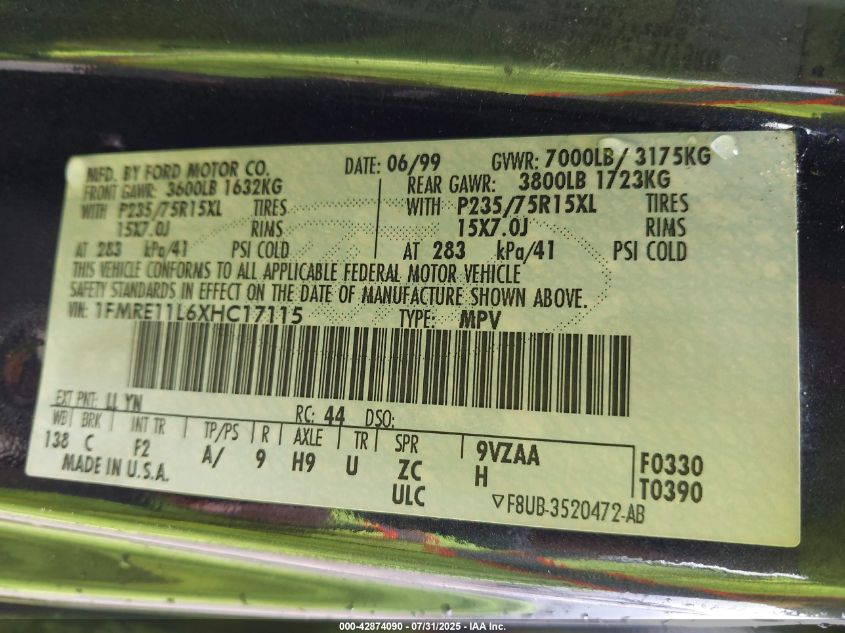 MFD. BY FORD MOTOR CO. DATE: 06/99 GVWR: 7000LB/ 3175KG
FRONT GAWR: 3600LB 1632KG REAR GAWR: 3800LB 1723KG
WITH P235/75R15XL TIRES WITH P235/75R15XL TIRES
15X7.0J RIMS 15X7.0J RIMS
AT 283 kPa/41 PSI COLD AT 283 kPa/41 PSI COLD
THIS VEHICLE CONFORMS TO ALL APPLICABLE FEDERAL MOTOR VEHICLE
SAFETY STANDARDS IN EFFECT ON THE DATE OF MANUFACTURE SHOWN ABOVE.
VIN: 1FMRE11L6XHC17115 TYPE: MPV
EXT PNT: LL YN RC: 44 DSO:
WB BRK INT TR TP/PS R AXLE TR SPR 9VZAA
138 C F2 A/ 9 H9 U ZC H F0330
MADE IN U.S.A. ULC T0390
F8UB-3520472-AB
000-42874090 - 07/31/2025 - IAA Inc.